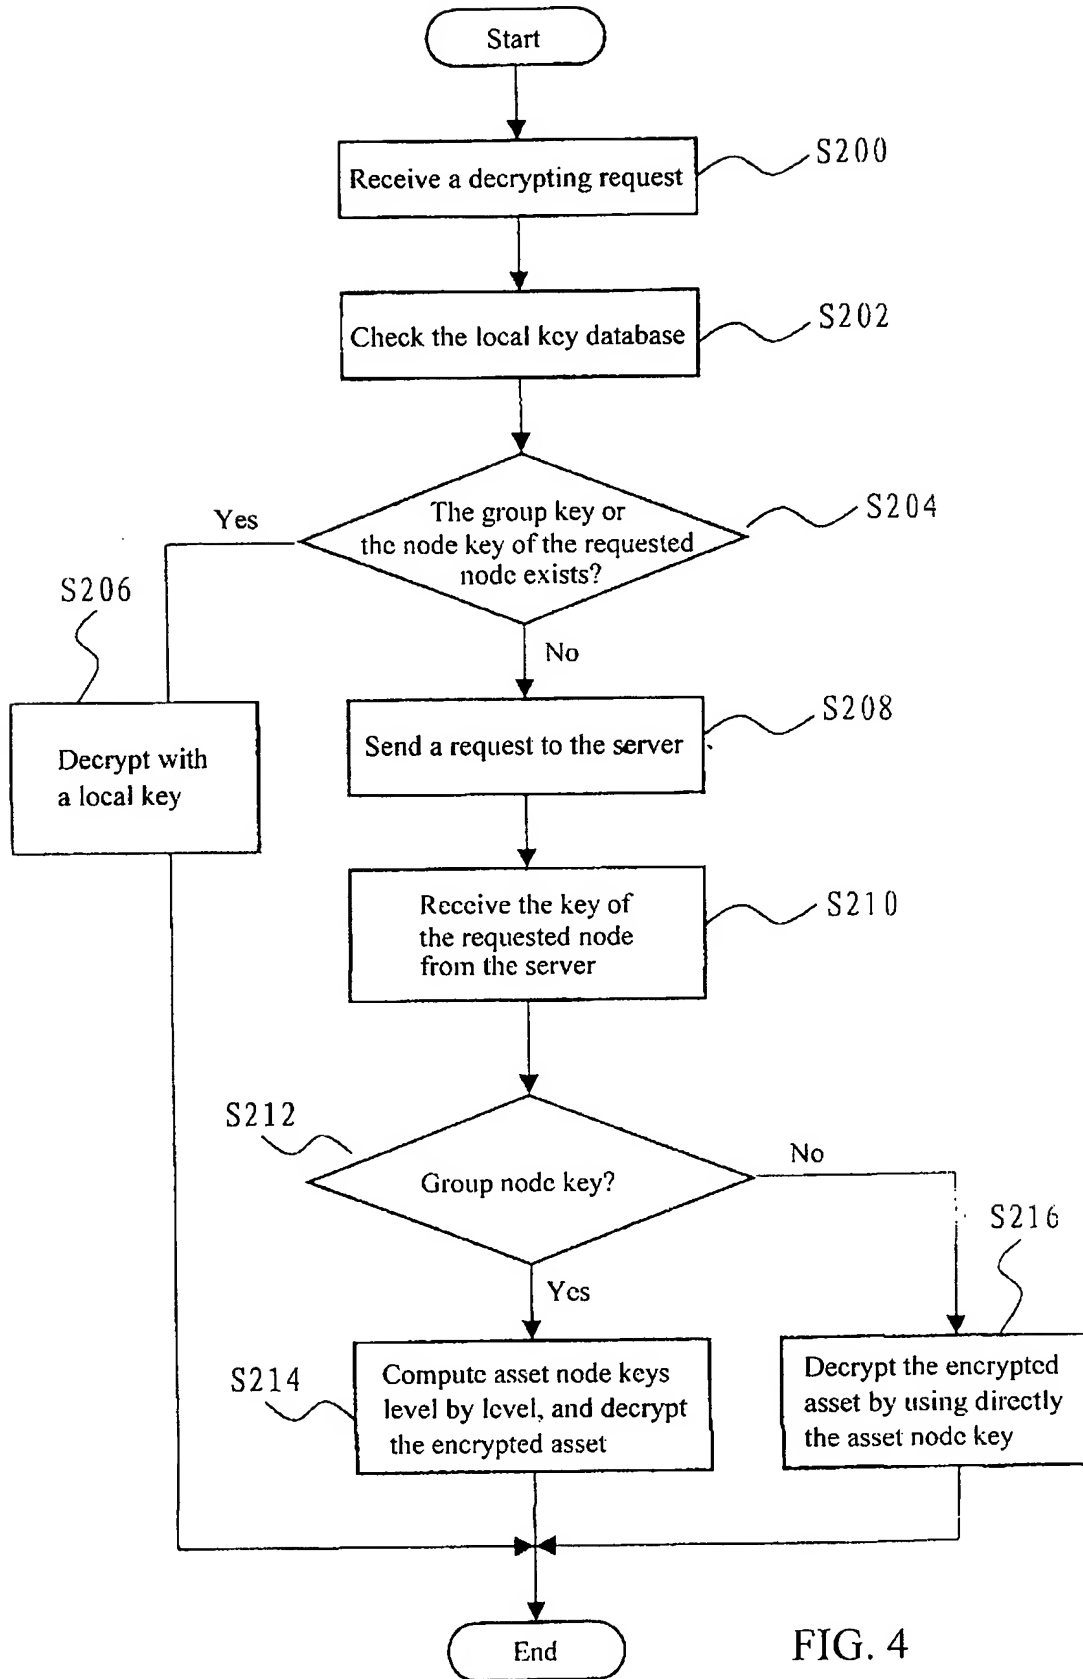 Start
Receive a decrypting request
S200
Check the local key database
S202
The group key or
the node key of the requested
node exists?
S204
Yes
No
S206
Decrypt with
a local key
Send a request to the server
S208
Receive the key of
the requested node
from the server
S210
S212
Group node key?
No
Yes
S216
S214
Compute asset node keys
level by level, and decrypt
the encrypted asset
Decrypt the encrypted
asset by using directly
the asset node key
End
FIG. 4